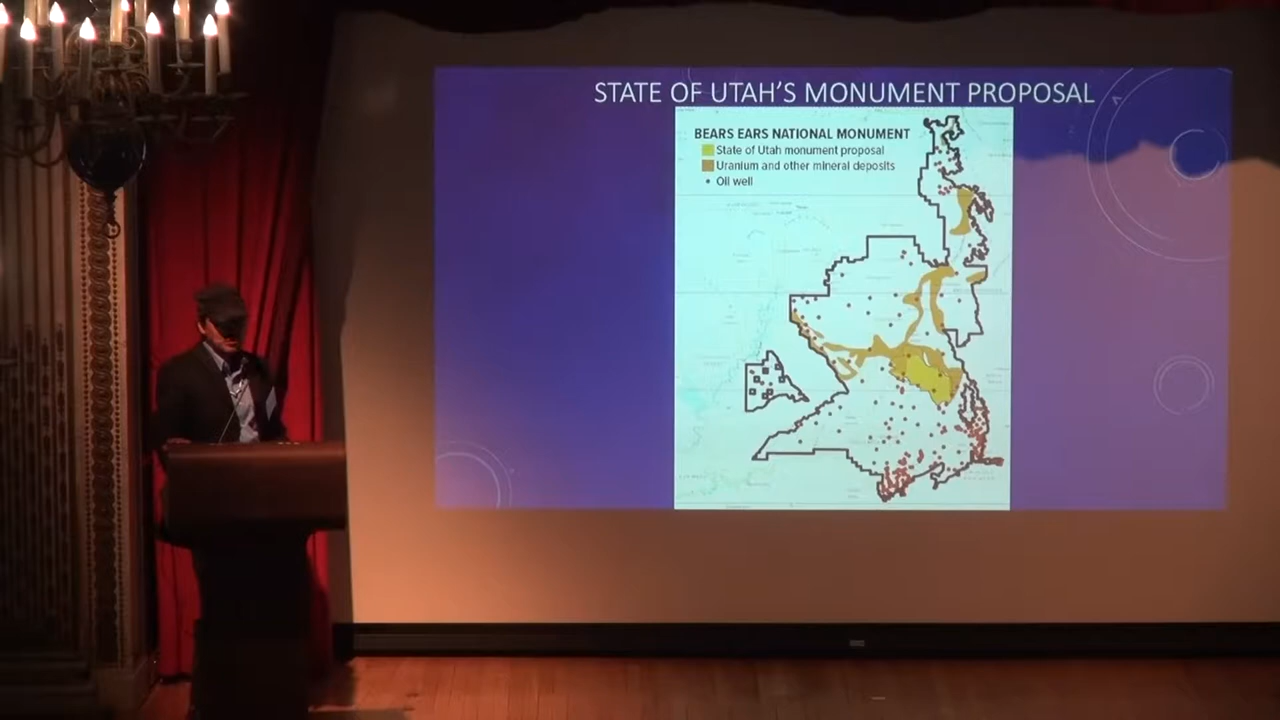 STATE OF UTAH'S MONUMENT PROPOSAL
BEARS EARS NATIONAL MONUMENT
State of Utah monument proposal
Uranium and other mineral deposits
Oil well